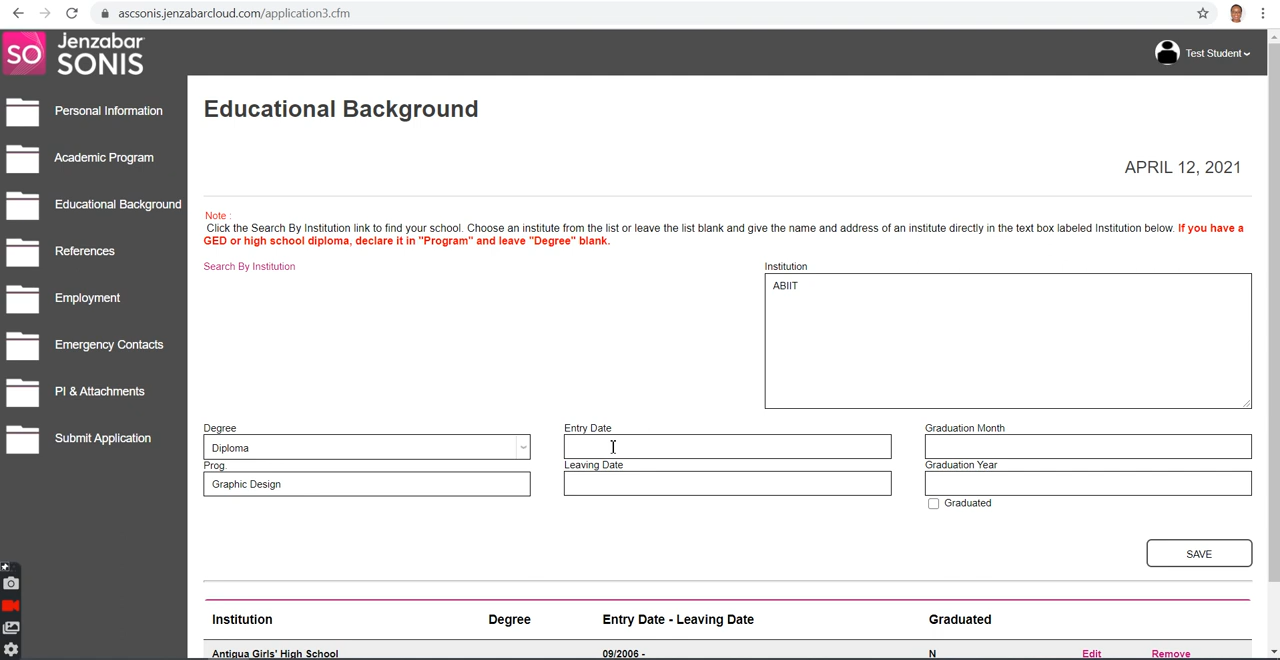 ascsonis.jenzabarcloud.com/application3.cfm
SO Jenzabar SONIS
Test Student
Personal Information
Academic Program
Educational Background
References
Employment
Emergency Contacts
PI & Attachments
Submit Application
Educational Background
APRIL 12, 2021
Note :
Click the Search By Institution link to find your school. Choose an institute from the list or leave the list blank and give the name and address of an institute directly in the text box labeled Institution below. If you have a
GED or high school diploma, declare it in "Program" and leave "Degree" blank.
Search By Institution
Institution
ABIIT
Degree
Diploma
Prog.
Graphic Design
Entry Date
Leaving Date
Graduation Month
Graduation Year
Graduated
SAVE
Institution Degree Entry Date - Leaving Date Graduated
Antigua Girls' High School 09/2006 - N Edit Remove